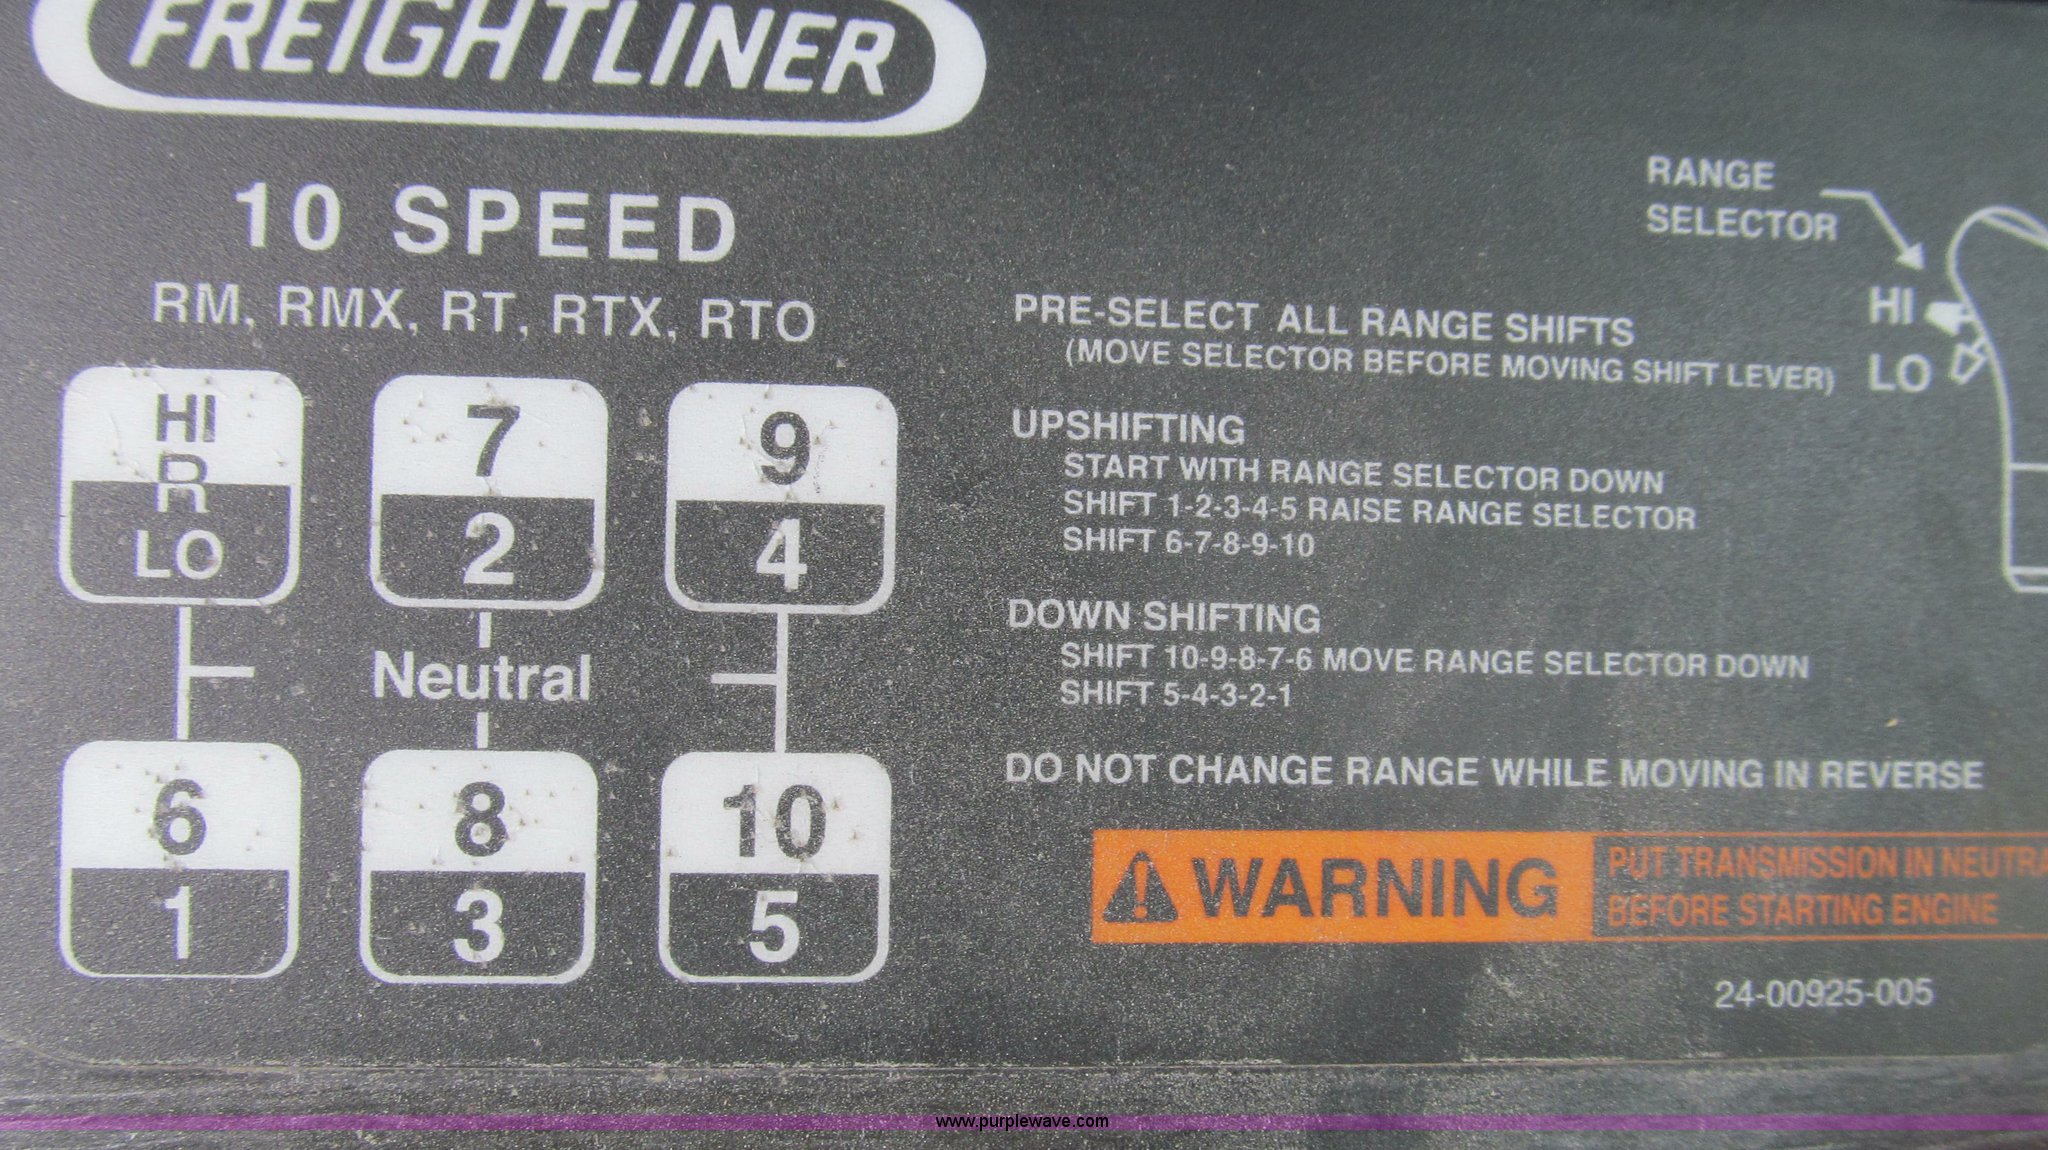 FREIGHTLINER
10 SPEED
RM, RMX, RT, RTX, RTO
HI
R
LO
7
2
9
4
Neutral
6
1
8
3
10
5
RANGE
SELECTOR
HI
LO
PRE-SELECT ALL RANGE SHIFTS
(MOVE SELECTOR BEFORE MOVING SHIFT LEVER)
UPSHIFTING
START WITH RANGE SELECTOR DOWN
SHIFT 1-2-3-4-5 RAISE RANGE SELECTOR
SHIFT 6-7-8-9-10
DOWN SHIFTING
SHIFT 10-9-8-7-6 MOVE RANGE SELECTOR DOWN
SHIFT 5-4-3-2-1
DO NOT CHANGE RANGE WHILE MOVING IN REVERSE
WARNING
PUT TRANSMISSION IN NEUTRA
BEFORE STARTING ENGINE
24-00925-005
www.purplewave.com